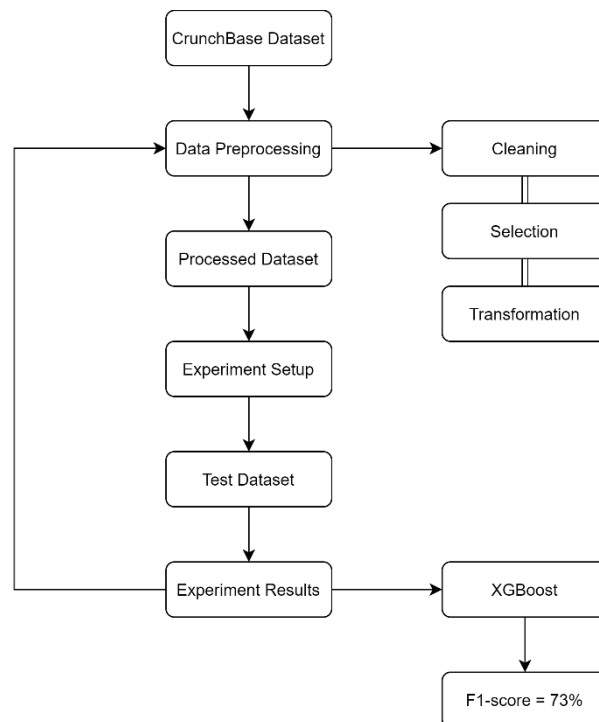 CrunchBase Dataset
Data Preprocessing
Cleaning
Processed Dataset
Selection
Transformation
Experiment Setup
Test Dataset
Experiment Results
XGBoost
F1-score = 73%